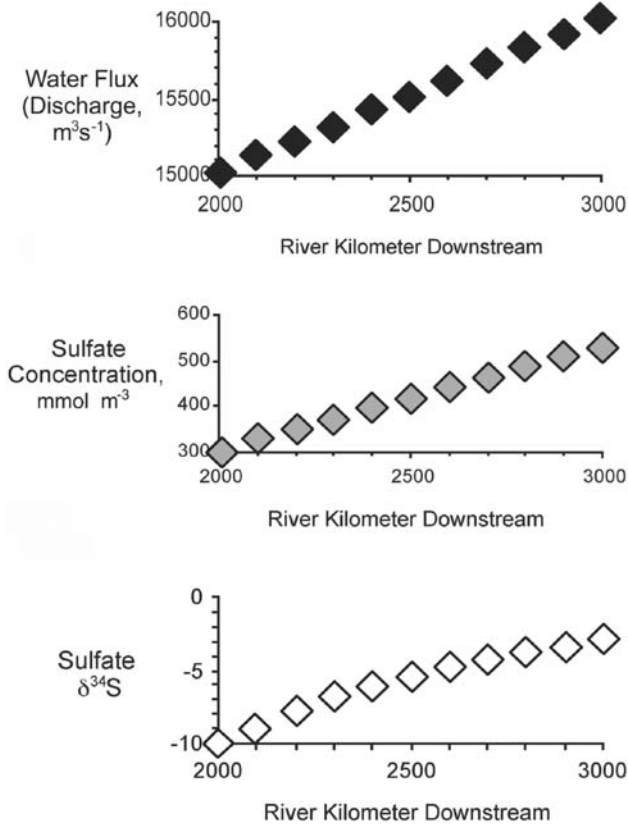 16000
Water Flux
(Discharge,
m³s⁻¹)
15500
15000
2000 2500 3000
River Kilometer Downstream
600
Sulfate
Concentration,
mmol m⁻³
500
400
300
2000 2500 3000
River Kilometer Downstream
0
Sulfate
δ³⁴S
-5
-10
2000 2500 3000
River Kilometer Downstream